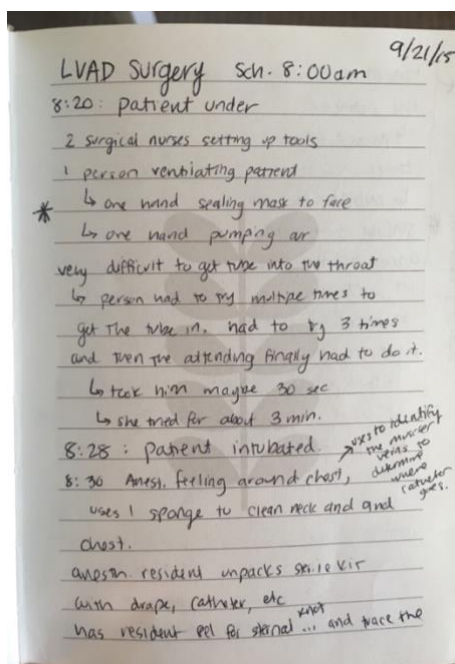 9/21/15
LVAD Surgery Sch. 8:00am
8:20: Patient under
2 surgical nurses setting up tools
1 person ventilating patient
* ↳ one hand sealing mask to face
↳ one hand pumping air
very difficult to get tube into the throat
↳ person had to try multiple times to
get the tube in, had to try 3 times
and then the attending finally had to do it.
↳ took him maybe 30 sec
↳ she tried for about 3 min.
8:28 : Patient intubated.
8:30 Anest. feeling around chest,
→ uses to identify
the muscles
veins to
determine
where
catheter
goes.
uses 1 sponge to clean neck and
chest.
anesth. resident unpacks sterile kit
with drape, catheter, etc
has resident feel for sternal knot ... and trace the